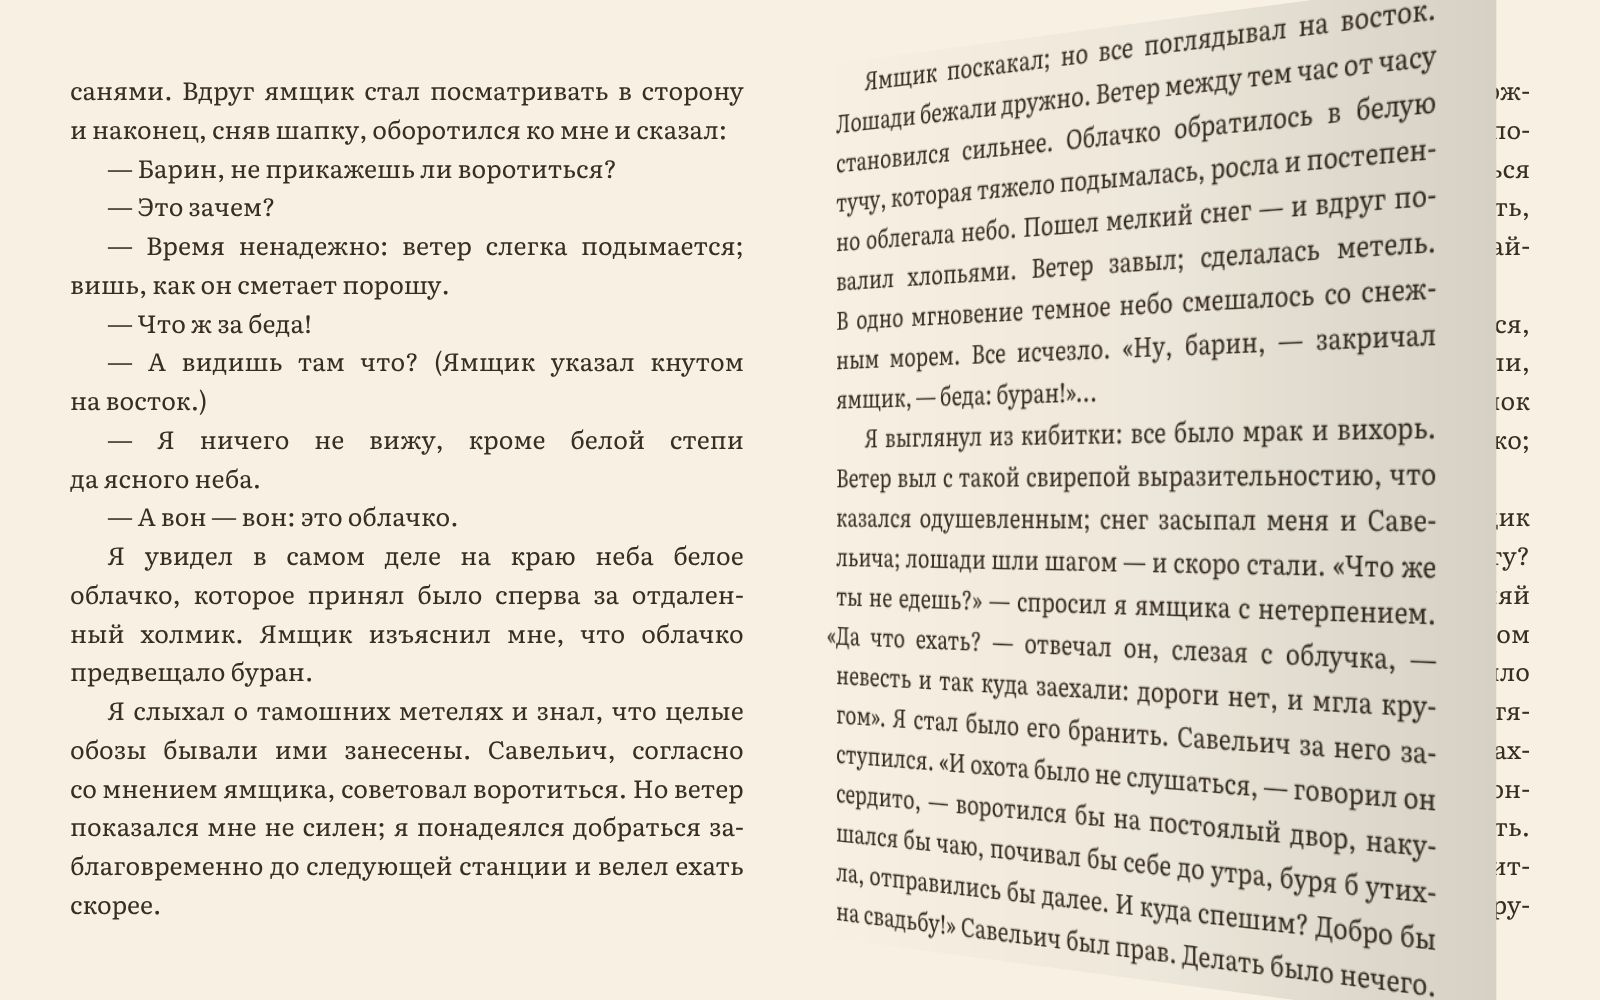 санями. Вдруг ямщик стал посматривать в сторону
и наконец, сняв шапку, оборотился ко мне и сказал:
— Барин, не прикажешь ли воротиться?
— Это зачем?
— Время ненадежно: ветер слегка подымается;
вишь, как он сметает порошу.
— Что ж за беда!
— А видишь там что? (Ямщик указал кнутом
на восток.)
— Я ничего не вижу, кроме белой степи
да ясного неба.
— А вон — вон: это облачко.
Я увидел в самом деле на краю неба белое
облачко, которое принял было сперва за отдален-
ный холмик. Ямщик изъяснил мне, что облачко
предвещало буран.
Я слыхал о тамошних метелях и знал, что целые
обозы бывали ими занесены. Савельич, согласно
со мнением ямщика, советовал воротиться. Но ветер
показался мне не силен; я понадеялся добраться за-
благовременно до следующей станции и велел ехать
скорее.
Ямщик поскакал; но все поглядывал на восток.
Лошади бежали дружно. Ветер между тем час от часу
становился сильнее. Облачко обратилось в белую
тучу, которая тяжело подымалась, росла и постепен-
но облегала небо. Пошел мелкий снег — и вдруг по-
валил хлопьями. Ветер завыл; сделалась метель.
В одно мгновение темное небо смешалось со снеж-
ным морем. Все исчезло. «Ну, барин, — закричал
ямщик, — беда: буран!»...
Я выглянул из кибитки: все было мрак и вихорь.
Ветер выл с такой свирепой выразительностию, что
казался одушевленным; снег засыпал меня и Саве-
льича; лошади шли шагом — и скоро стали. «Что же
ты не едешь?» — спросил я ямщика с нетерпением.
«Да что ехать? — отвечал он, слезая с облучка, —
невесть и так куда заехали: дороги нет, и мгла кру-
гом». Я стал было его бранить. Савельич за него за-
ступился. «И охота было не слушаться, — говорил он
сердито, — воротился бы на постоялый двор, наку-
шался бы чаю, почивал бы себе до утра, буря б утих-
ла, отправились бы далее. И куда спешим? Добро бы
на свадьбу!» Савельич был прав. Делать было нечего.